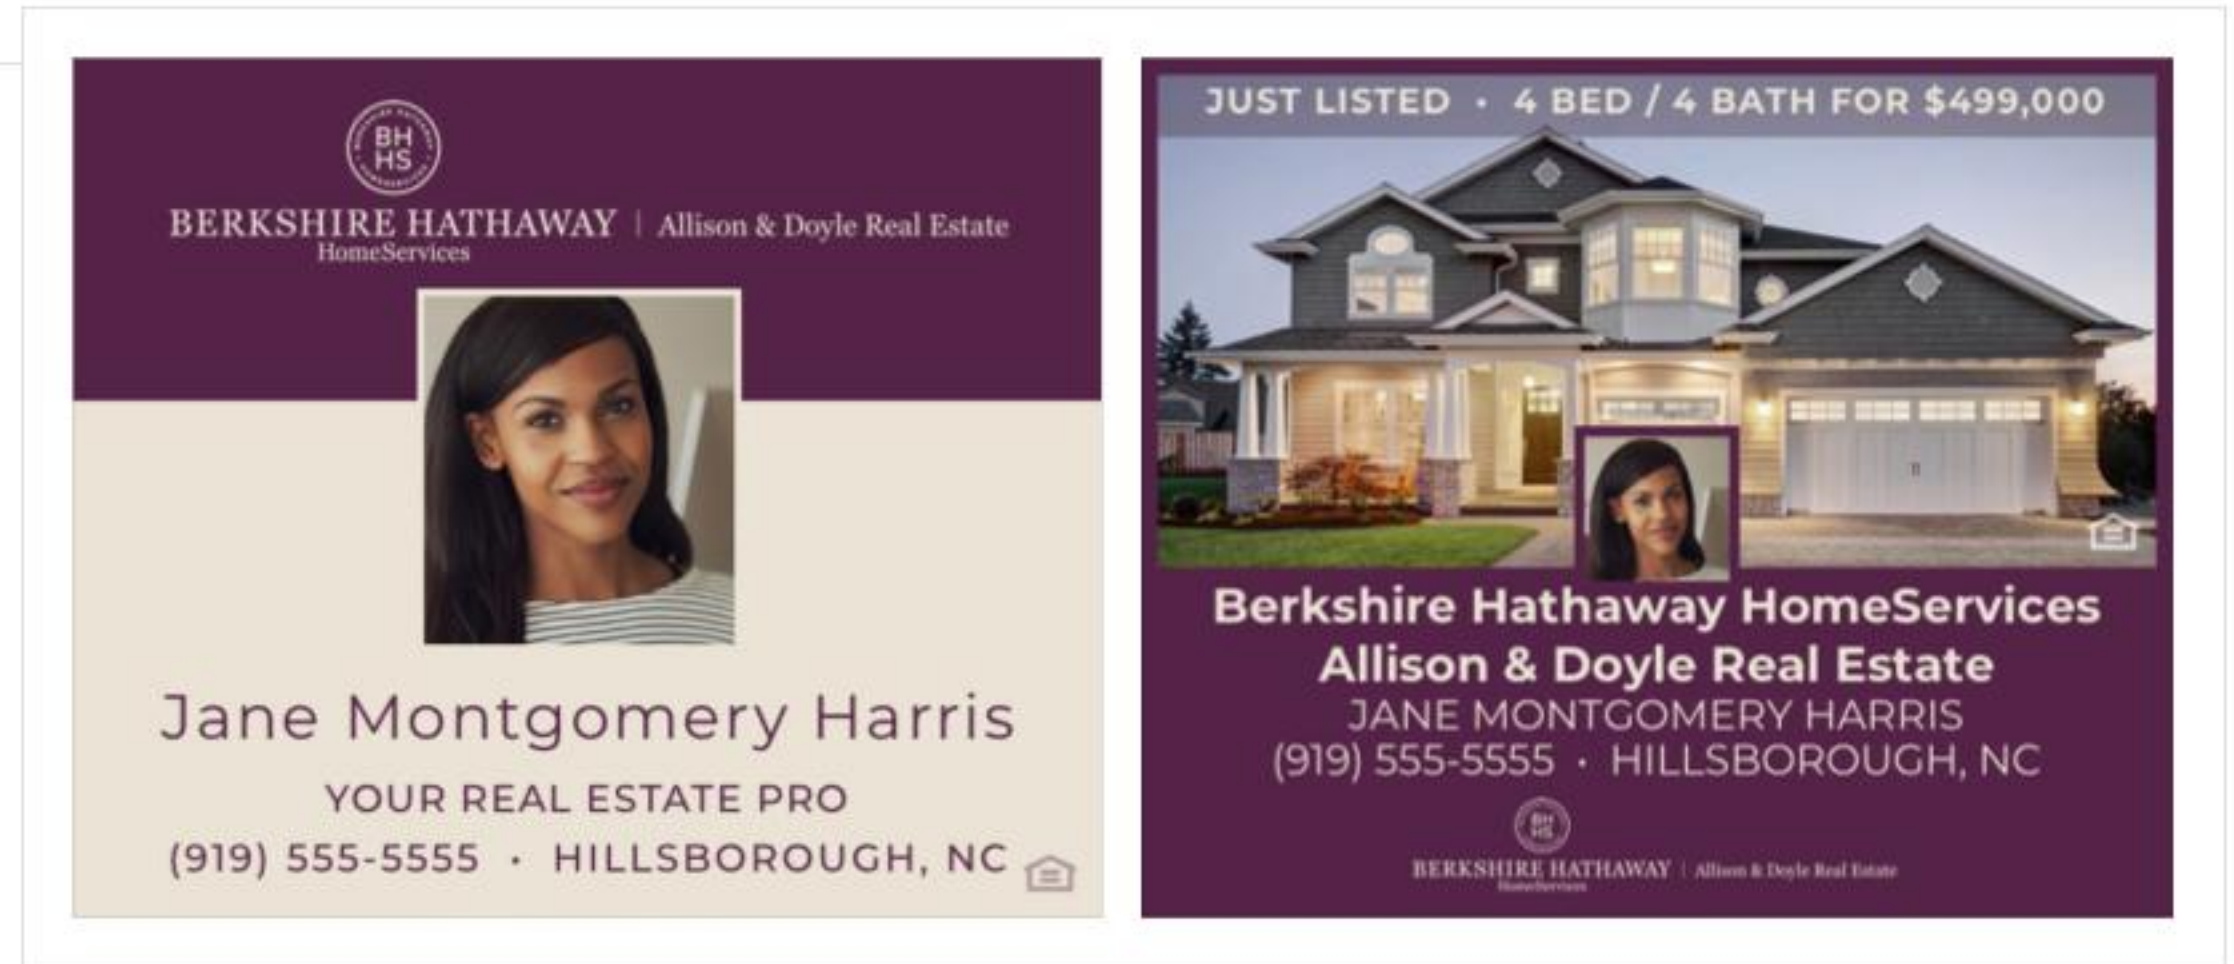 BH
HS
BERKSHIRE HATHAWAY | Allison & Doyle Real Estate
HomeServices
Jane Montgomery Harris
YOUR REAL ESTATE PRO
(919) 555-5555 • HILLSBOROUGH, NC
JUST LISTED • 4 BED / 4 BATH FOR $499,000
Berkshire Hathaway HomeServices
Allison & Doyle Real Estate
JANE MONTGOMERY HARRIS
(919) 555-5555 • HILLSBOROUGH, NC
BH
HS
BERKSHIRE HATHAWAY | Allison & Doyle Real Estate
HomeServices